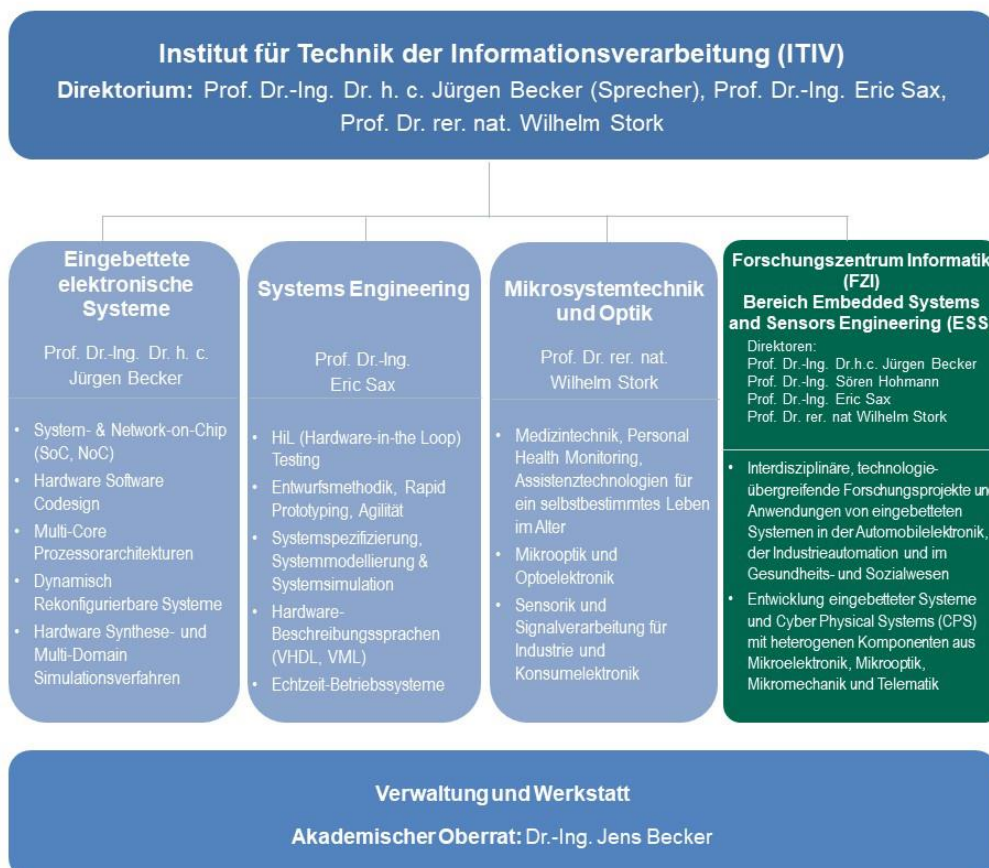 Institut für Technik der Informationsverarbeitung (ITIV)
Direktorium: Prof. Dr.-Ing. Dr. h. c. Jürgen Becker (Sprecher), Prof. Dr.-Ing. Eric Sax,
Prof. Dr. rer. nat. Wilhelm Stork
Eingebettete
elektronische
Systeme
Prof. Dr.-Ing. Dr. h. c.
Jürgen Becker
• System- & Network-on-Chip
(SoC, NoC)
• Hardware Software
Codesign
• Multi-Core
Prozessorarchitekturen
• Dynamisch
Rekonfigurierbare Systeme
• Hardware Synthese- und
Multi-Domain
Simulationsverfahren
Systems Engineering
Prof. Dr.-Ing.
Eric Sax
• HiL (Hardware-in-the Loop)
Testing
• Entwurfsmethodik, Rapid
Prototyping, Agilität
• Systemspezifizierung,
Systemmodellierung &
Systemsimulation
• Hardware-
Beschreibungssprachen
(VHDL, VML)
• Echtzeit-Betriebssysteme
Mikrosystemtechnik
und Optik
Prof. Dr. rer. nat.
Wilhelm Stork
• Medizintechnik, Personal
Health Monitoring,
Assistenztechnologien für
ein selbstbestimmtes Leben
im Alter
• Mikrooptik und
Optoelektronik
• Sensorik und
Signalverarbeitung für
Industrie und
Konsumelektronik
Forschungszentrum Informatik
(FZI)
Bereich Embedded Systems
and Sensors Engineering (ESS
Direktoren:
Prof. Dr.-Ing. Dr.h.c. Jürgen Becker
Prof. Dr.-Ing. Sören Hohmann
Prof. Dr.-Ing. Eric Sax
Prof. Dr. rer. nat Wilhelm Stork
• Interdisziplinäre, technologie-
übergreifende Forschungsprojekte un
Anwendungen von eingebetteten
Systemen in der Automobilelektronik,
der Industrieautomation und im
Gesundheits- und Sozialwesen
• Entwicklung eingebetteter Systeme
und Cyber Physical Systems (CPS)
mit heterogenen Komponenten aus
Mikroelektronik, Mikrooptik,
Mikromechanik und Telematik
Verwaltung und Werkstatt
Akademischer Oberrat: Dr.-Ing. Jens Becker